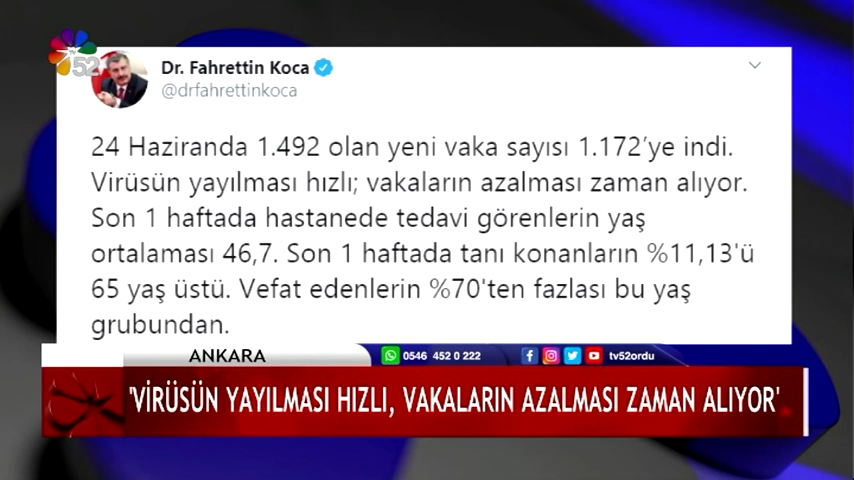 52
Dr. Fahrettin Koca
@drfahrettinkoca
24 Haziranda 1.492 olan yeni vaka sayısı 1.172'ye indi.
Virüsün yayılması hızlı; vakaların azalması zaman alıyor.
Son 1 haftada hastanede tedavi görenlerin yaş
ortalaması 46,7. Son 1 haftada tanı konanların %11,13'ü
65 yaş üstü. Vefat edenlerin %70'ten fazlası bu yaş
grubundan.
ANKARA
0546 452 0 222
tv52ordu
'VİRÜSÜN YAYILMASI HIZLI, VAKALARIN AZALMASI ZAMAN ALIYOR'